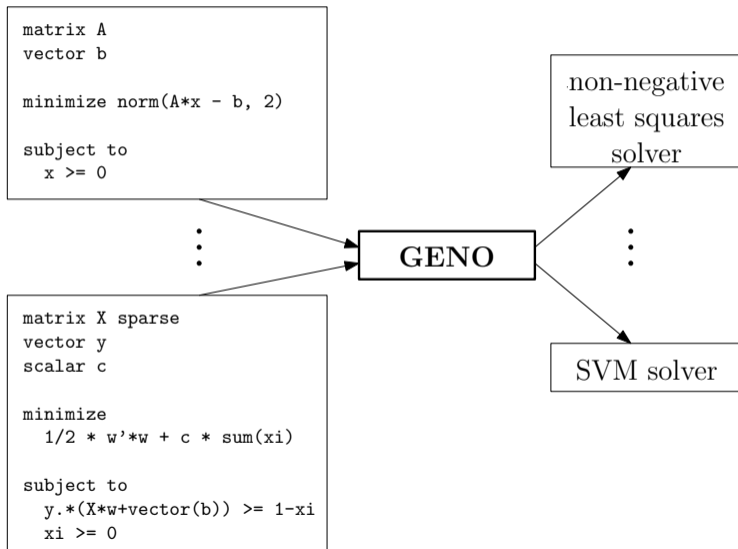 matrix A
vector b
minimize norm(A*x - b, 2)
subject to
x >= 0
matrix X sparse
vector y
scalar c
minimize
1/2 * w'*w + c * sum(xi)
subject to
y.*(X*w+vector(b)) >= 1-xi
xi >= 0
GENO
non-negative
least squares
solver
SVM solver